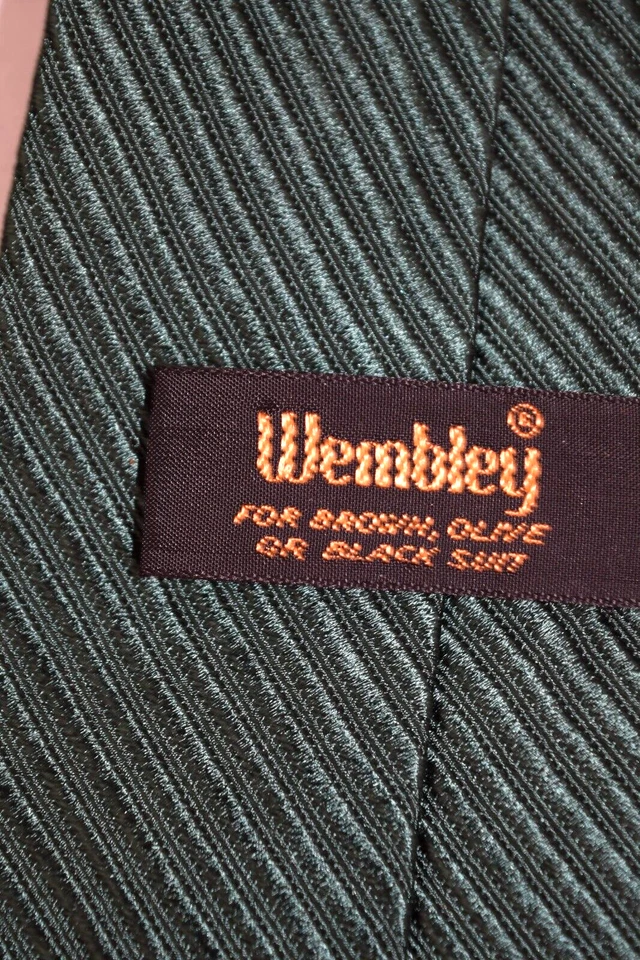 Wembley®
FOR BROWN, OLIVE
OR BLACK SUIT